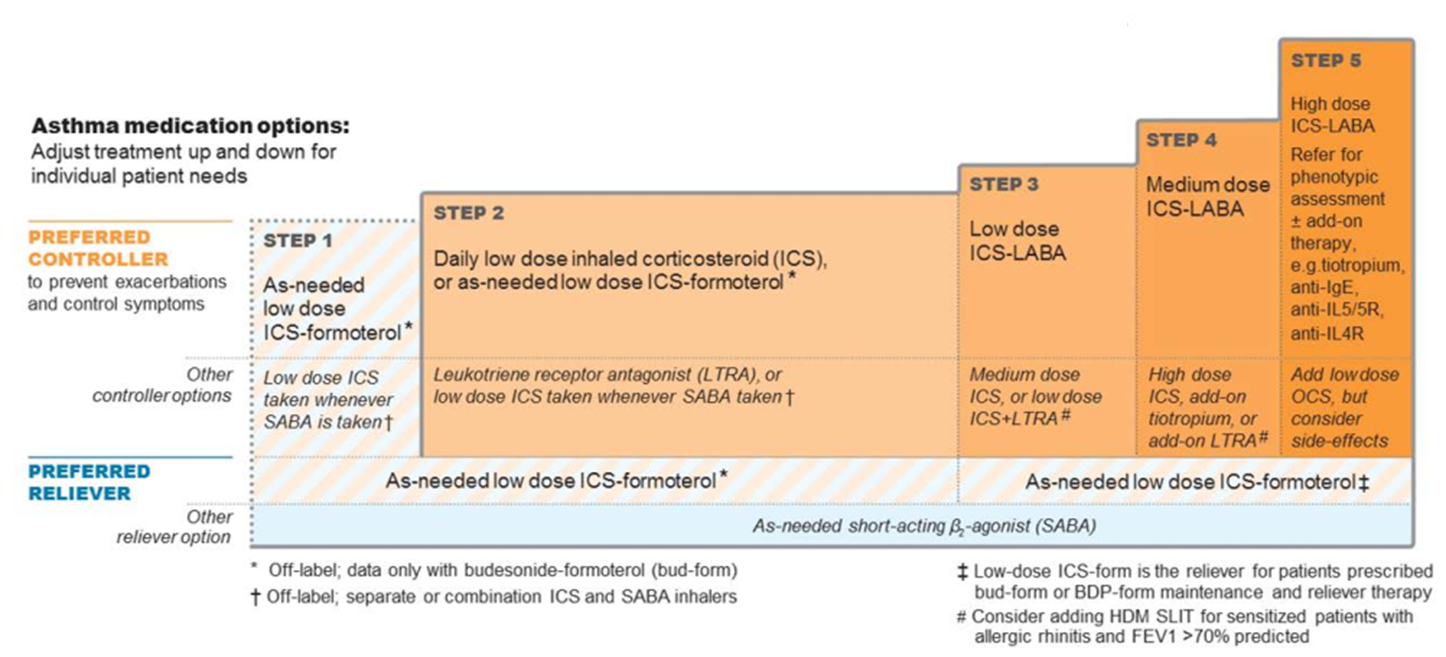 Asthma medication options:
Adjust treatment up and down for
individual patient needs
PREFERRED
CONTROLLER
to prevent exacerbations
and control symptoms
STEP 1
As-needed
low dose
ICS-formoterol*
STEP 2
Daily low dose inhaled corticosteroid (ICS),
or as-needed low dose ICS-formoterol*
STEP 3
Low dose
ICS-LABA
STEP 4
Medium dose
ICS-LABA
STEP 5
High dose
ICS-LABA
Refer for
phenotypic
assessment
± add-on
therapy,
e.g.tiotropium,
anti-IgE,
anti-IL5/5R,
anti-IL4R
Other
controller options
Low dose ICS
taken whenever
SABA is taken†
Leukotriene receptor antagonist (LTRA), or
low dose ICS taken whenever SABA taken†
Medium dose
ICS, or low dose
ICS+LTRA#
High dose
ICS, add-on
tiotropium, or
add-on LTRA#
Add low dose
OCS, but
consider
side-effects
PREFERRED
RELIEVER
As-needed low dose ICS-formoterol*
As-needed low dose ICS-formoterol‡
Other
reliever option
As-needed short-acting β₂-agonist (SABA)
* Off-label; data only with budesonide-formoterol (bud-form)
† Off-label; separate or combination ICS and SABA inhalers
‡ Low-dose ICS-form is the reliever for patients prescribed
bud-form or BDP-form maintenance and reliever therapy
# Consider adding HDM SLIT for sensitized patients with
allergic rhinitis and FEV1 >70% predicted